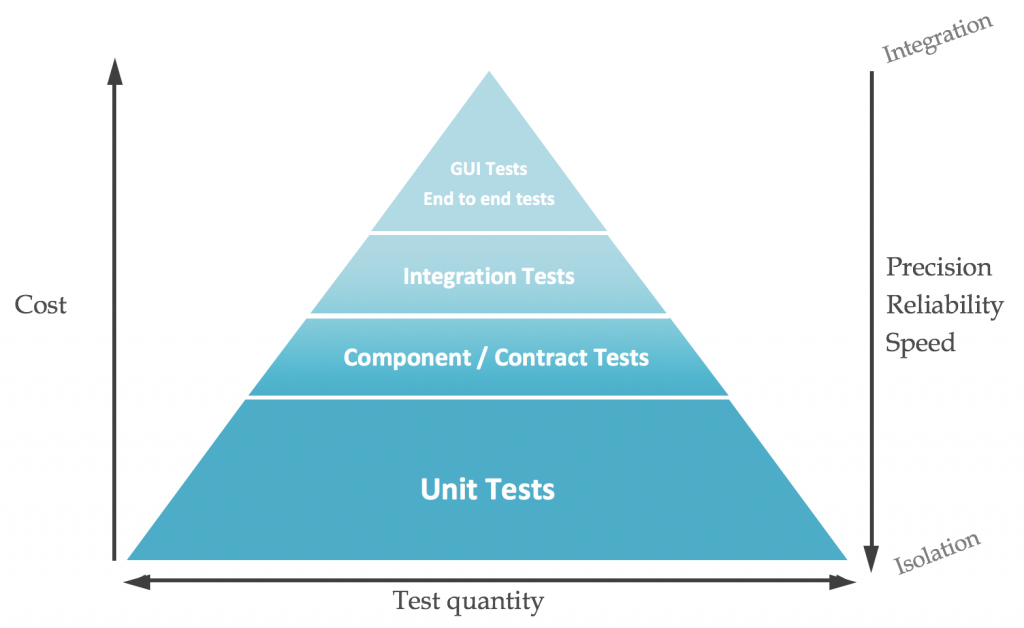 Integration
GUI Tests
End to end tests
Integration Tests
Precision
Cost
Reliability
Speed
Component / Contract Tests
Unit Tests
Isolation
Test quantity